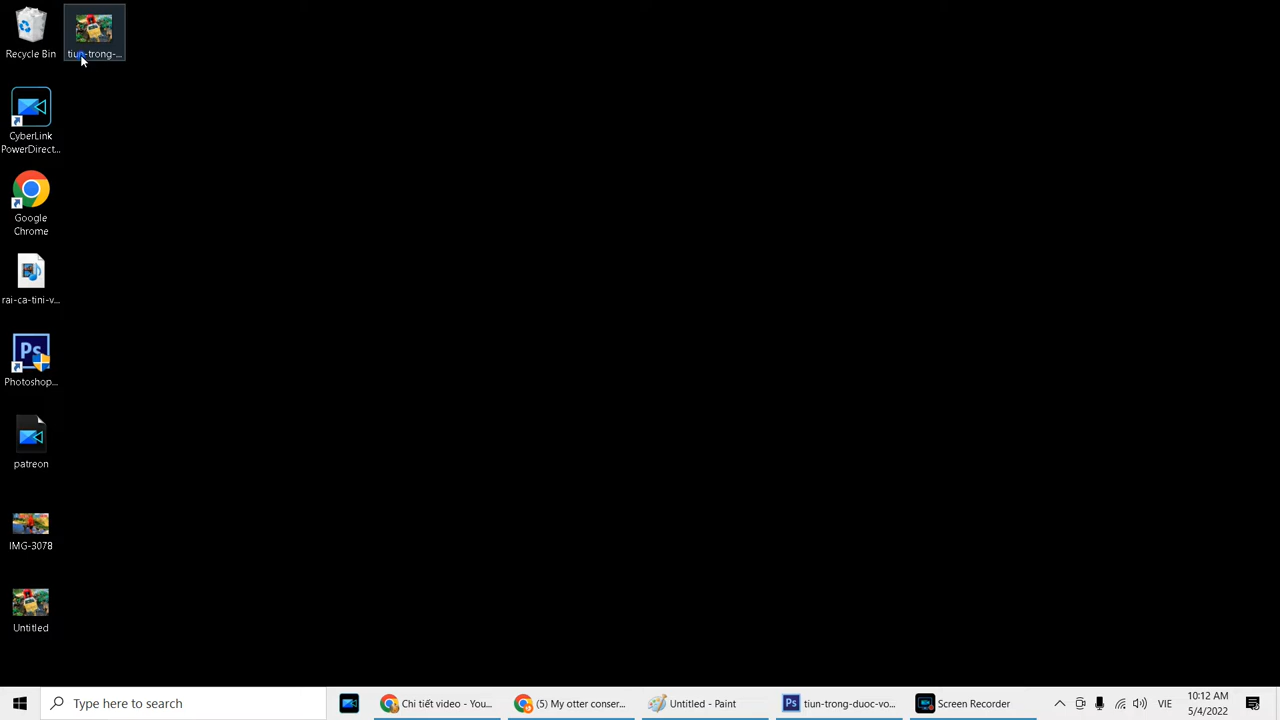 Recycle Bin
tiun-trong-...
CyberLink
PowerDirect...
Google
Chrome
rai-ca-tini-v...
Ps
Photoshop...
patreon
IMG-3078
Untitled
Type here to search
Chi tiết video - You...
(5) My otter conser...
Untitled - Paint
Ps
tiun-trong-duoc-vo...
Screen Recorder
VIE
10:12 AM
5/4/2022